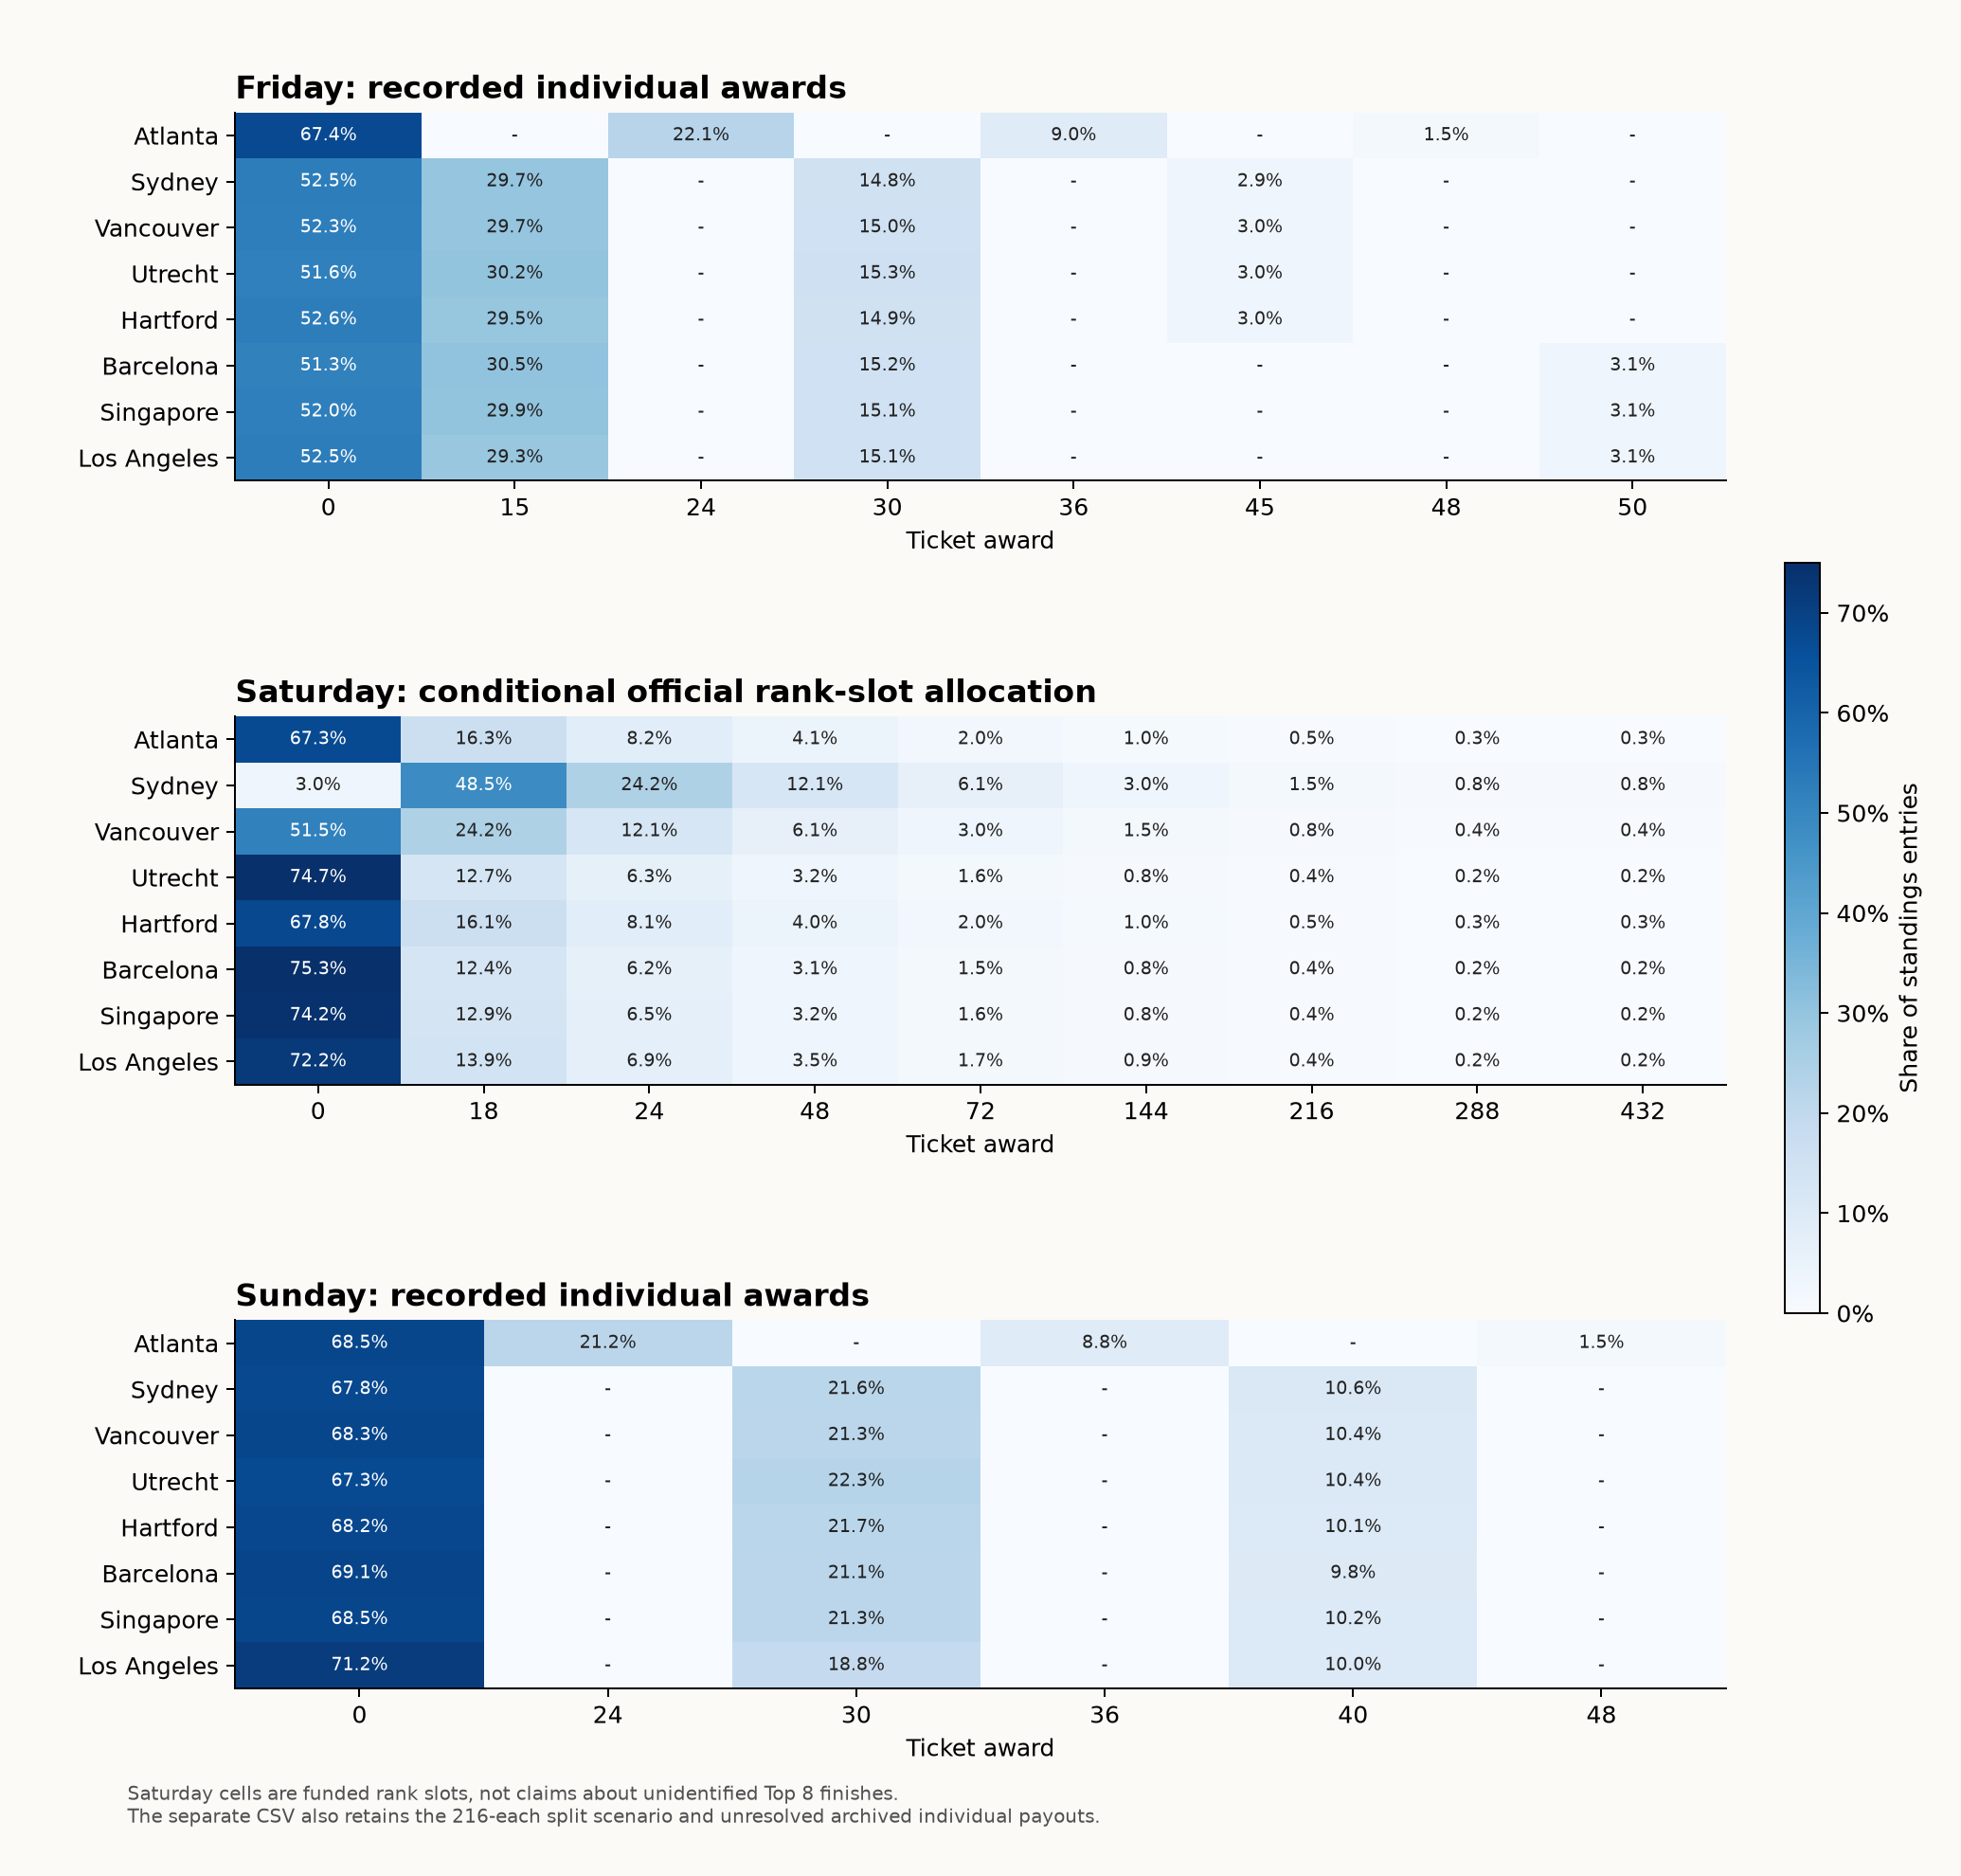 Friday: recorded individual awards
Atlanta 67.4% - 22.1% - 9.0% - 1.5% -
Sydney 52.5% 29.7% - 14.8% - 2.9% - -
Vancouver 52.3% 29.7% - 15.0% - 3.0% - -
Utrecht 51.6% 30.2% - 15.3% - 3.0% - -
Hartford 52.6% 29.5% - 14.9% - 3.0% - -
Barcelona 51.3% 30.5% - 15.2% - - - 3.1%
Singapore 52.0% 29.9% - 15.1% - - - 3.1%
Los Angeles 52.5% 29.3% - 15.1% - - - 3.1%
0 15 24 30 36 45 48 50
Ticket award
Saturday: conditional official rank-slot allocation
Atlanta 67.3% 16.3% 8.2% 4.1% 2.0% 1.0% 0.5% 0.3% 0.3%
Sydney 3.0% 48.5% 24.2% 12.1% 6.1% 3.0% 1.5% 0.8% 0.8%
Vancouver 51.5% 24.2% 12.1% 6.1% 3.0% 1.5% 0.8% 0.4% 0.4%
Utrecht 74.7% 12.7% 6.3% 3.2% 1.6% 0.8% 0.4% 0.2% 0.2%
Hartford 67.8% 16.1% 8.1% 4.0% 2.0% 1.0% 0.5% 0.3% 0.3%
Barcelona 75.3% 12.4% 6.2% 3.1% 1.5% 0.8% 0.4% 0.2% 0.2%
Singapore 74.2% 12.9% 6.5% 3.2% 1.6% 0.8% 0.4% 0.2% 0.2%
Los Angeles 72.2% 13.9% 6.9% 3.5% 1.7% 0.9% 0.4% 0.2% 0.2%
0 18 24 48 72 144 216 288 432
Ticket award
Sunday: recorded individual awards
Atlanta 68.5% 21.2% - 8.8% - 1.5%
Sydney 67.8% - 21.6% - 10.6% -
Vancouver 68.3% - 21.3% - 10.4% -
Utrecht 67.3% - 22.3% - 10.4% -
Hartford 68.2% - 21.7% - 10.1% -
Barcelona 69.1% - 21.1% - 9.8% -
Singapore 68.5% - 21.3% - 10.2% -
Los Angeles 71.2% - 18.8% - 10.0% -
0 24 30 36 40 48
Ticket award
70%
60%
50%
40%
30%
20%
10%
0%
Share of standings entries
Saturday cells are funded rank slots, not claims about unidentified Top 8 finishes.
The separate CSV also retains the 216-each split scenario and unresolved archived individual payouts.